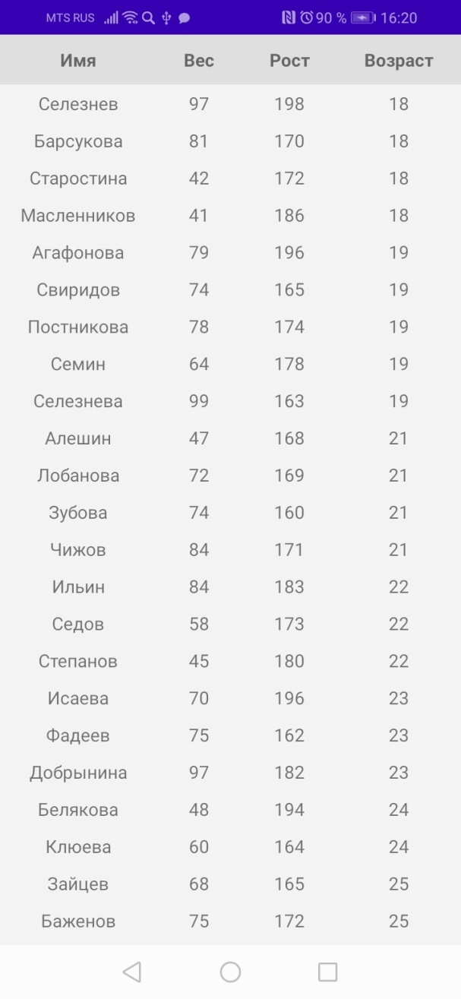 MTS RUS 90 % 16:20
Имя Вес Рост Возраст
Селезнев 97 198 18
Барсукова 81 170 18
Старостина 42 172 18
Масленников 41 186 18
Агафонова 79 196 19
Свиридов 74 165 19
Постникова 78 174 19
Семин 64 178 19
Селезнева 99 163 19
Алешин 47 168 21
Лобанова 72 169 21
Зубова 74 160 21
Чижов 84 171 21
Ильин 84 183 22
Седов 58 173 22
Степанов 45 180 22
Исаева 70 196 23
Фадеев 75 162 23
Добрынина 97 182 23
Белякова 48 194 24
Клюева 60 164 24
Зайцев 68 165 25
Баженов 75 172 25